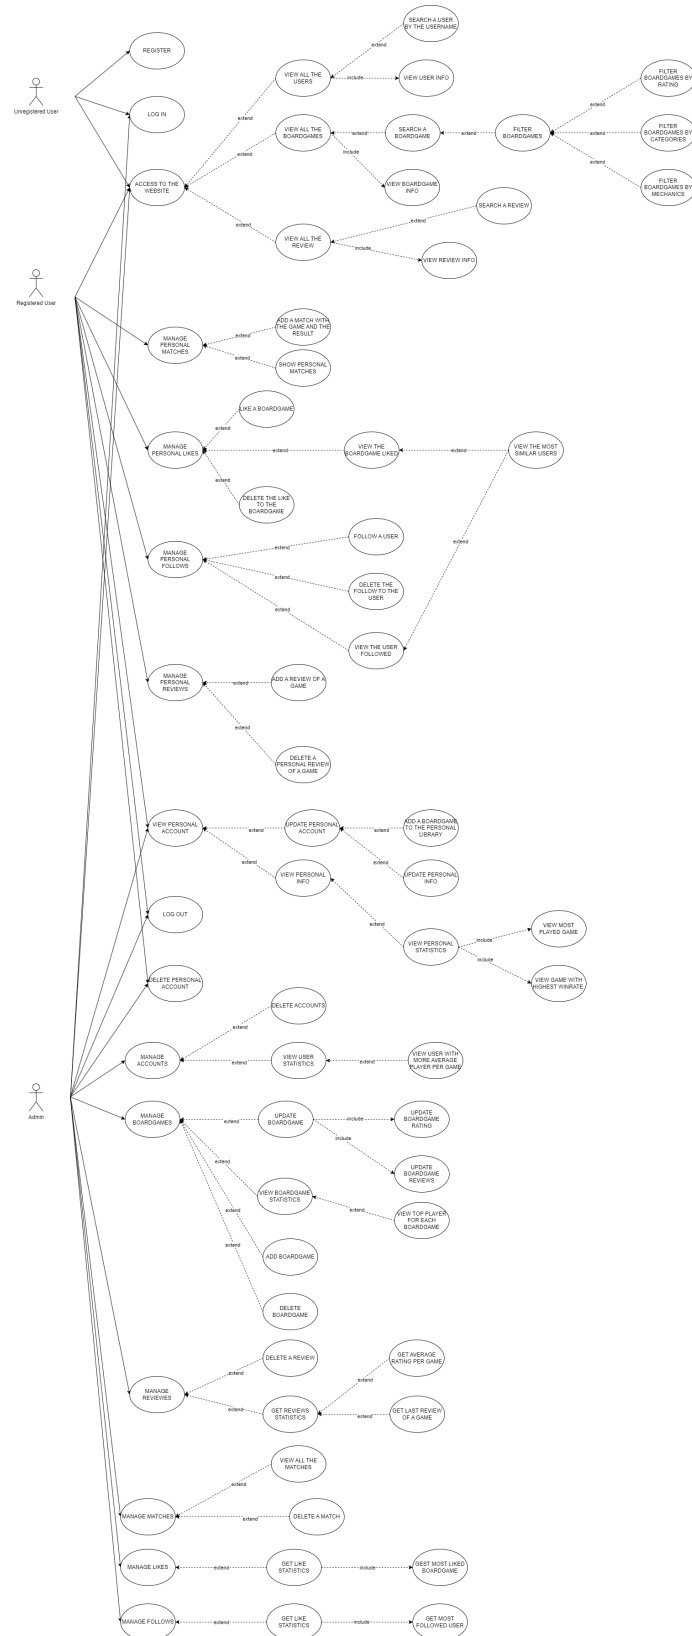 SEARCH A USER
BY THE USERNAME
extend
REGISTER
VIEW ALL THE
USERS
include
VIEW USER INFO
FILTER
BOARDGAMES BY
RATING
Unregistered User
extend
LOG IN
extend
VIEW ALL THE
BOARDGAMES
extend
SEARCH A
BOARDGAME
extend
FILTER
BOARDGAMES
extend
FILTER
BOARDGAMES BY
CATEGORIES
include
extend
extend
ACCESS TO THE
WEBSITE
VIEW BOARDGAME
INFO
FILTER
BOARDGAMES BY
MECHANICS
SEARCH A REVIEW
extend
extend
VIEW ALL THE
REVIEW
include
VIEW REVIEW INFO
Registered User
ADD A MATCH WITH
THE GAME AND THE
RESULT
extend
MANAGE
PERSONAL
MATCHES
extend
SHOW PERSONAL
MATCHES
LIKE A BOARDGAME
extend
MANAGE
PERSONAL LIKES
extend
VIEW THE
BOARDGAME LIKED
extend
VIEW THE MOST
SIMILAR USERS
extend
DELETE THE LIKE
TO THE
BOARDGAME
FOLLOW A USER
extend
extend
MANAGE
PERSONAL
FOLLOWS
extend
DELETE THE
FOLLOW TO THE
USER
extend
VIEW THE USER
FOLLOWED
MANAGE
PERSONAL
REVIEWS
extend
ADD A REVIEW OF A
GAME
extend
DELETE A
PERSONAL REVIEW
OF A GAME
VIEW PERSONAL
ACCOUNT
extend
UPDATE PERSONAL
ACCOUNT
extend
ADD A BOARDGAME
TO THE PERSONAL
LIBRARY
extend
extend
VIEW PERSONAL
INFO
UPDATE PERSONAL
INFO
LOG OUT
extend
VIEW MOST
PLAYED GAME
include
VIEW PERSONAL
STATISTICS
include
DELETE PERSONAL
ACCOUNT
VIEW GAME WITH
HIGHEST WINRATE
DELETE ACCOUNTS
extend
MANAGE
ACCOUNTS
extend
VIEW USER
STATISTICS
extend
VIEW USER WITH
MORE AVERAGE
PLAYER PER GAME
Admin
MANAGE
BOARDGAMES
extend
UPDATE
BOARDGAME
include
UPDATE
BOARDGAME
RATING
include
extend
UPDATE
BOARDGAME
REVIEWS
VIEW BOARDGAME
STATISTICS
extend
VIEW TOP PLAYER
FOR EACH
BOARDGAME
extend
extend
ADD BOARDGAME
DELETE
BOARDGAME
DELETE A REVIEW
GET AVERAGE
RATING PER GAME
extend
extend
MANAGE
REVIEWIES
extend
GET REVIEWS
STATISTICS
extend
GET LAST REVIEW
OF A GAME
VIEW ALL THE
MATCHES
extend
MANAGE MATCHES
extend
DELETE A MATCH
MANAGE LIKES
extend
GET LIKE
STATISTICS
include
GEST MOST LIKED
BOARDGAME
MANAGE FOLLOWS
extend
GET LIKE
STATISTICS
include
GET MOST
FOLLOWED USER